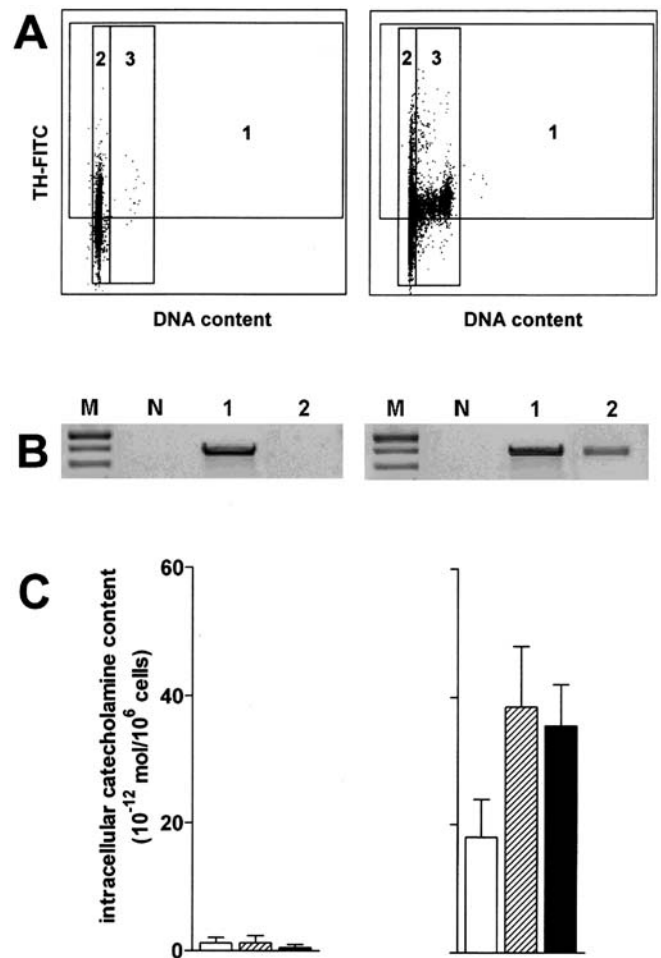 A
2 3
1
2 3
1
TH-FITC
DNA content
DNA content
B
M N 1 2
M N 1 2
C
intracellular catecholamine content
(10⁻¹² mol/10⁶ cells)
60
40
20
0